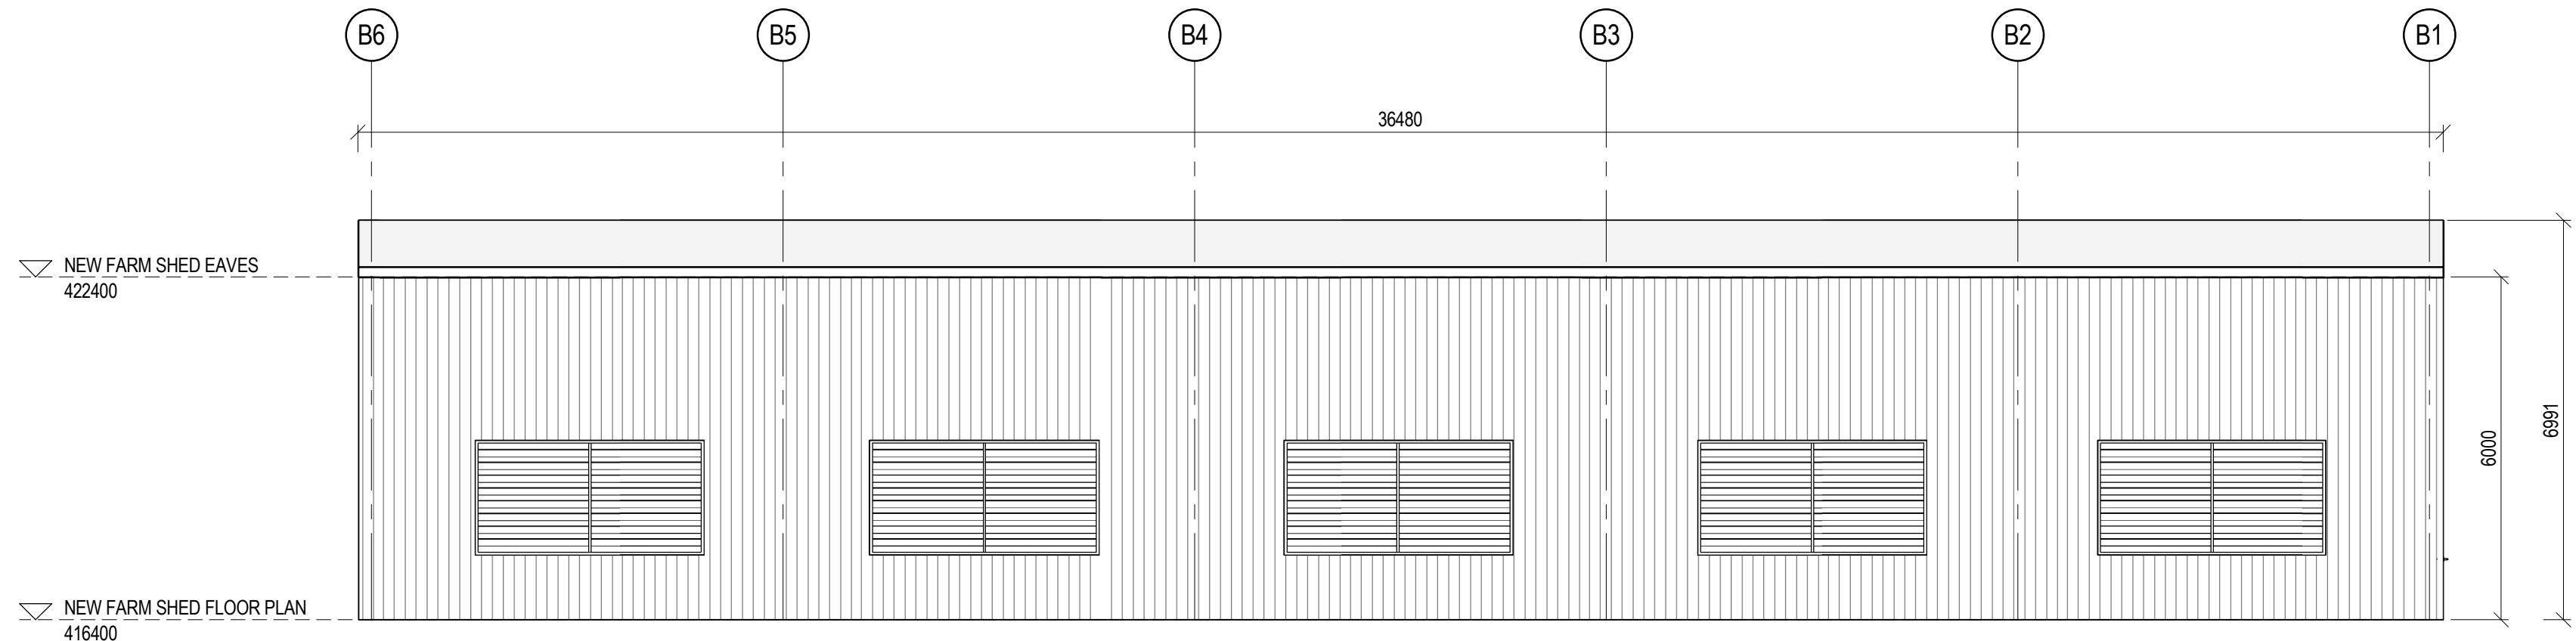 B6 B5 B4 B3 B2 B1
36480
NEW FARM SHED EAVES
422400
6000
6991
NEW FARM SHED FLOOR PLAN
416400